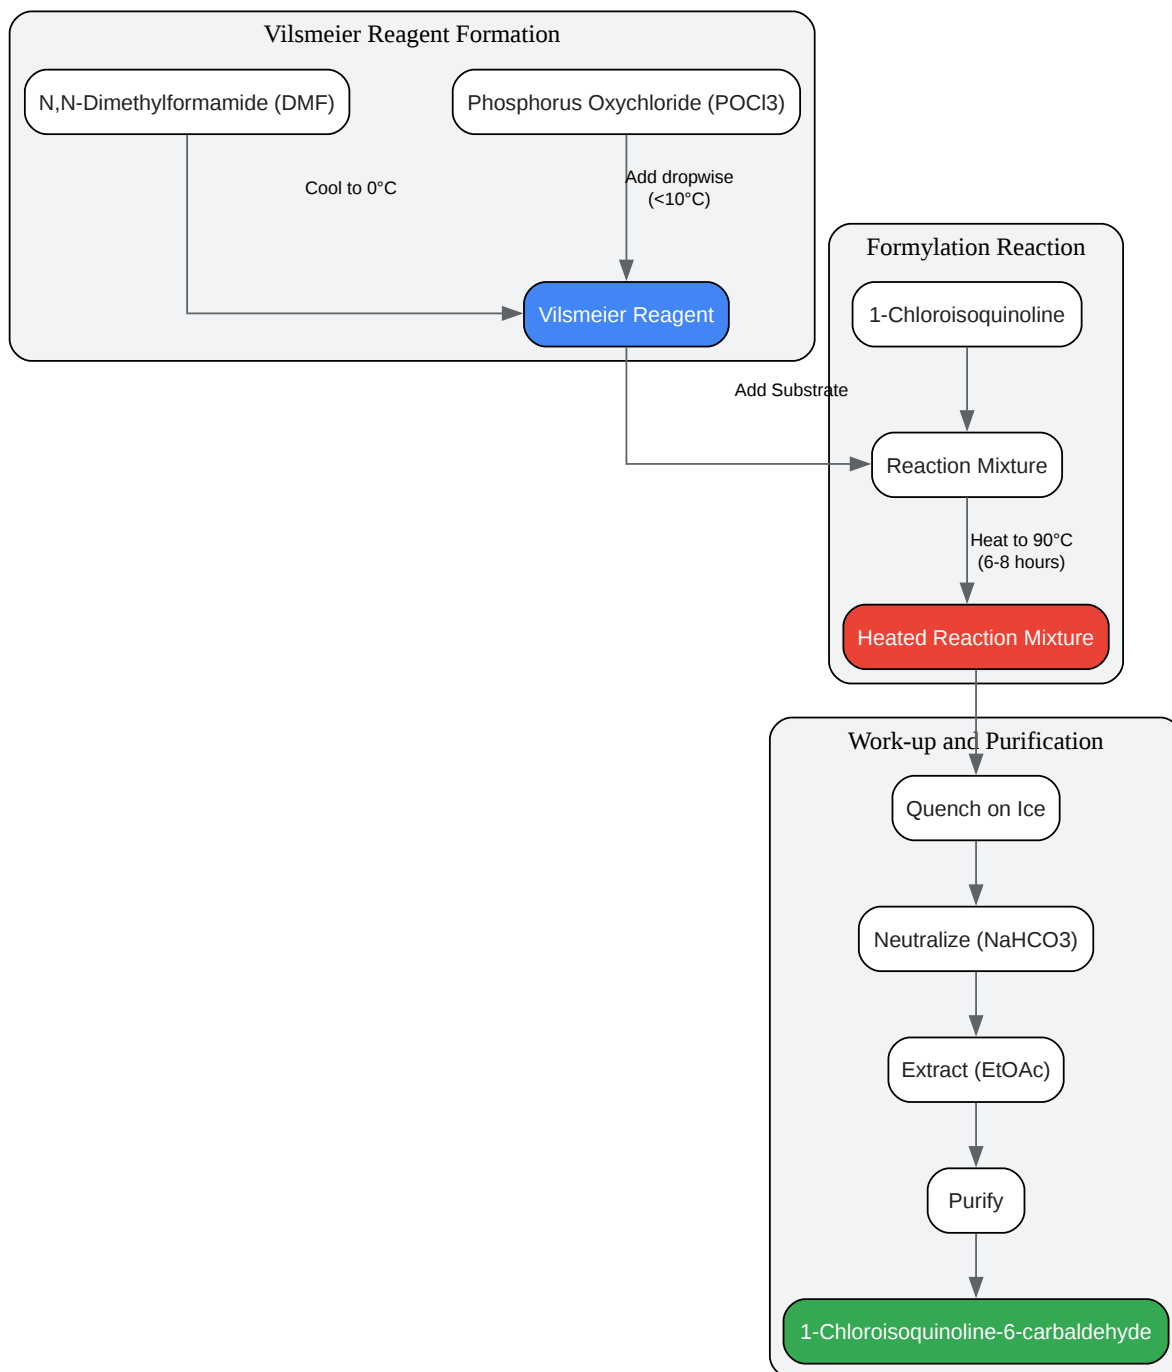 Vilsmeier Reagent Formation
N,N-Dimethylformamide (DMF)
Phosphorus Oxychloride (POCl3)
Cool to 0°C
Add dropwise
(<10°C)
Vilsmeier Reagent
Add Substrate
Formylation Reaction
1-Chloroisoquinoline
Reaction Mixture
Heat to 90°C
(6-8 hours)
Heated Reaction Mixture
Work-up and Purification
Quench on Ice
Neutralize (NaHCO3)
Extract (EtOAc)
Purify
1-Chloroisoquinoline-6-carbaldehyde